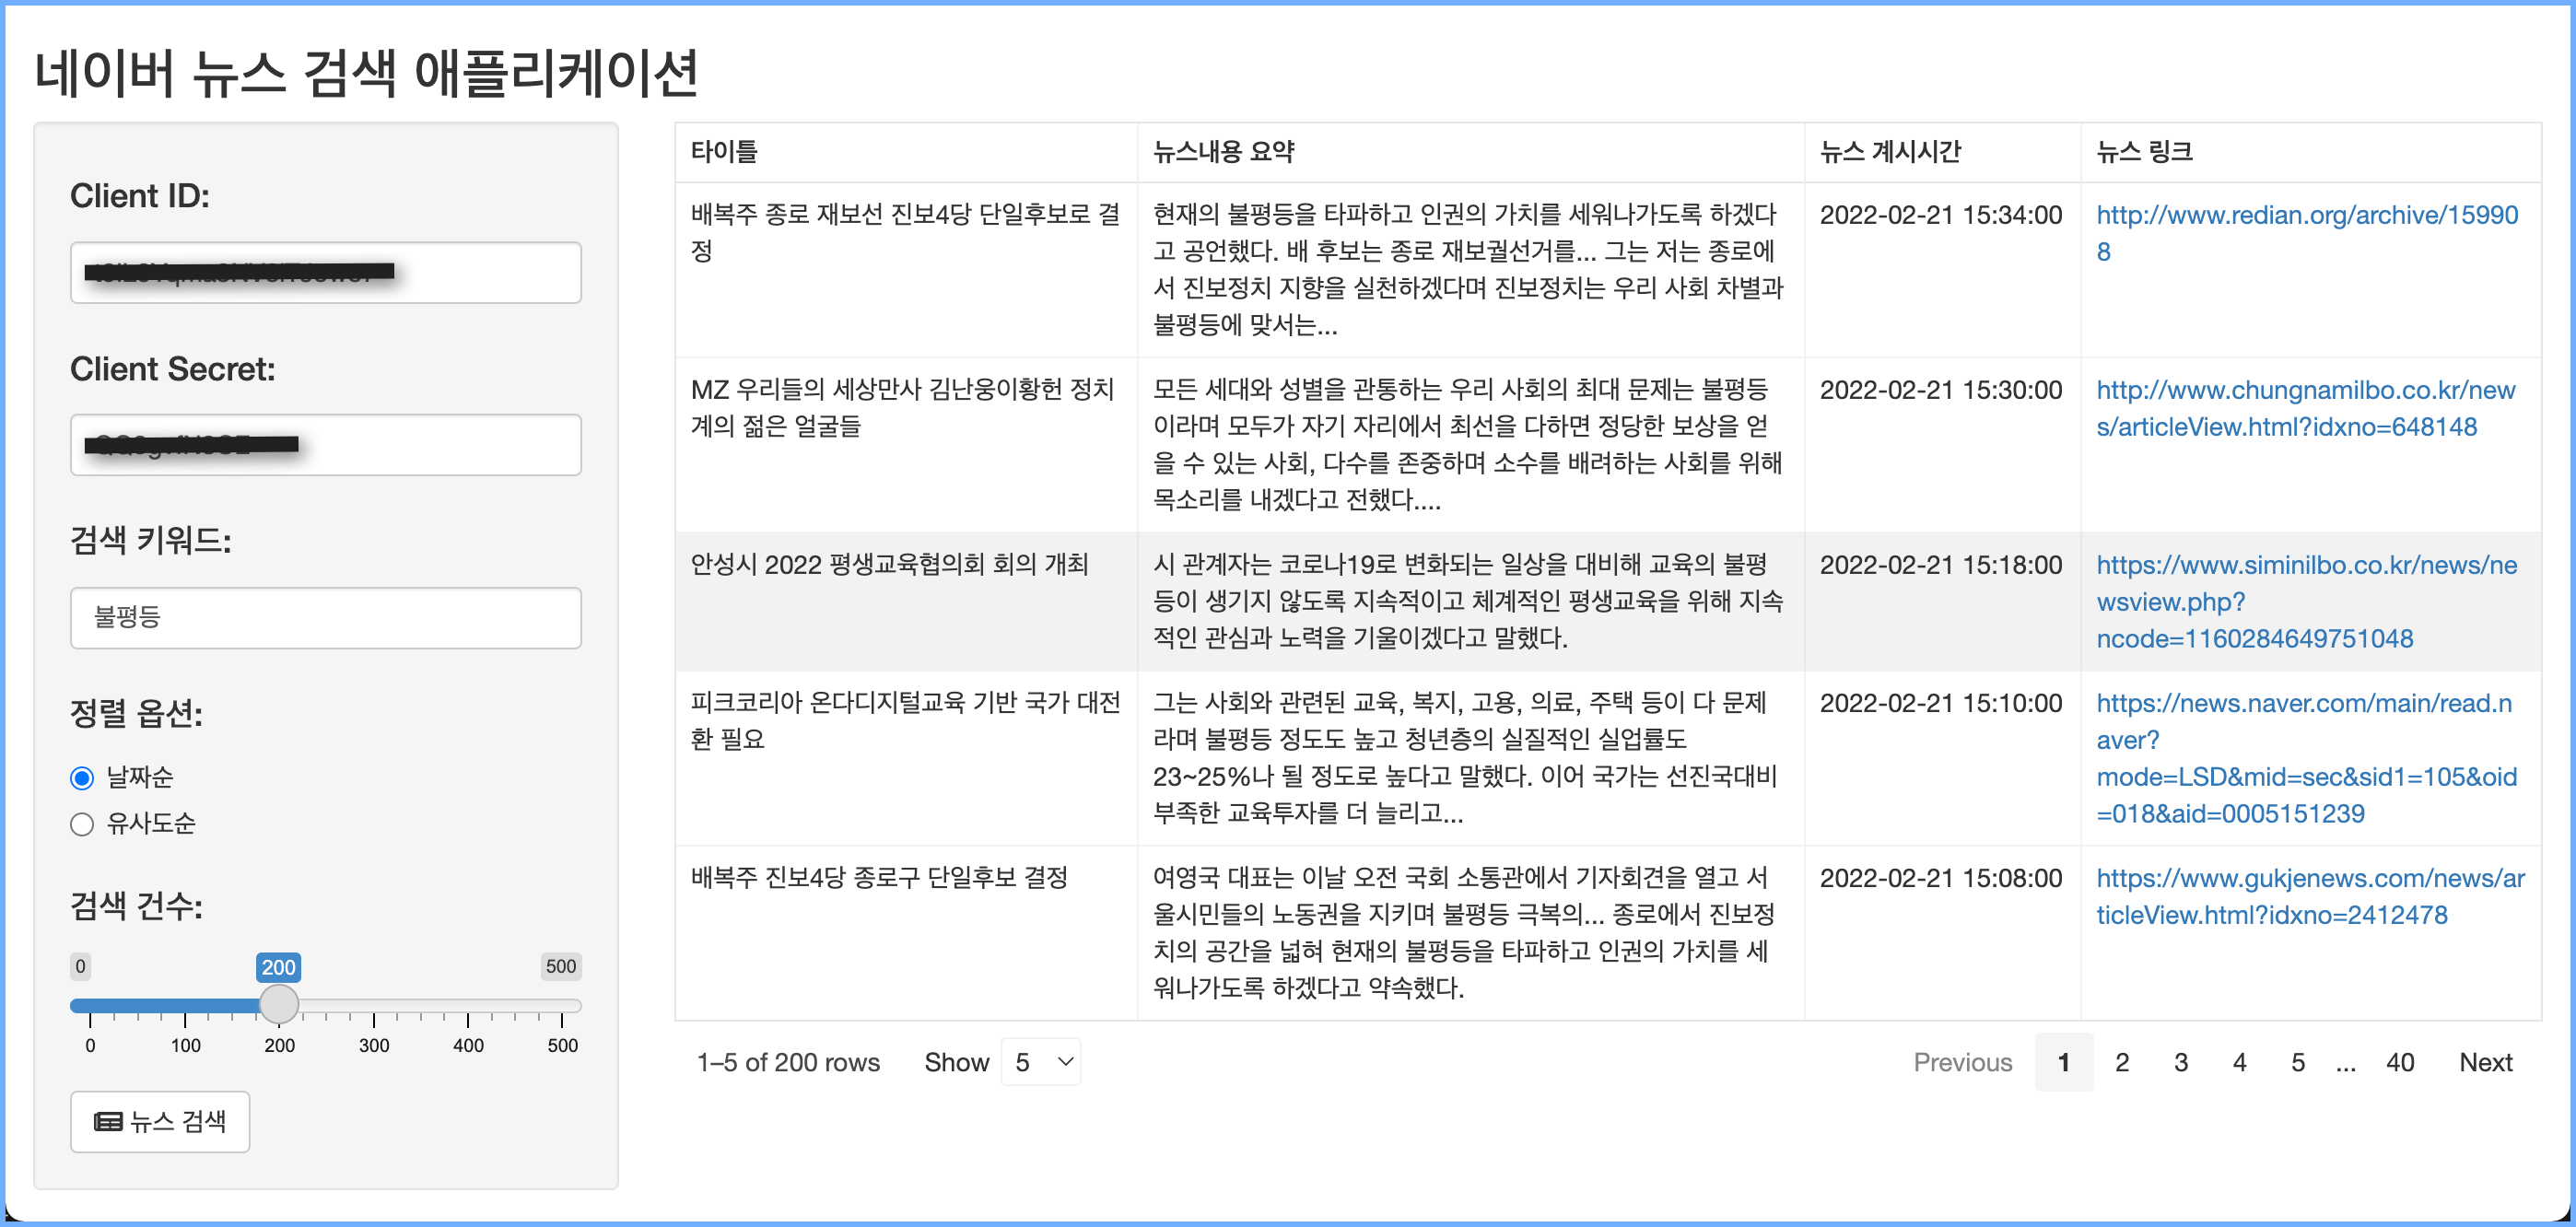 네이버 뉴스 검색 애플리케이션
Client ID:
Client Secret:
검색 키워드:
불평등
정렬 옵션:
날짜순
유사도순
검색 건수:
0
200
500
0 100 200 300 400 500
뉴스 검색
타이틀 뉴스내용 요약 뉴스 계시시간 뉴스 링크
배복주 종로 재보선 진보4당 단일후보로 결
정
현재의 불평등을 타파하고 인권의 가치를 세워나가도록 하겠다
고 공언했다. 배 후보는 종로 재보궐선거를... 그는 저는 종로에
서 진보정치 지향을 실천하겠다며 진보정치는 우리 사회 차별과
불평등에 맞서는...
2022-02-21 15:34:00
http://www.redian.org/archive/15990
8
MZ 우리들의 세상만사 김난웅이황헌 정치
계의 젊은 얼굴들
모든 세대와 성별을 관통하는 우리 사회의 최대 문제는 불평등
이라며 모두가 자기 자리에서 최선을 다하면 정당한 보상을 얻
을 수 있는 사회, 다수를 존중하며 소수를 배려하는 사회를 위해
목소리를 내겠다고 전했다....
2022-02-21 15:30:00
http://www.chungnamilbo.co.kr/new
s/articleView.html?idxno=648148
안성시 2022 평생교육협의회 회의 개최
시 관계자는 코로나19로 변화되는 일상을 대비해 교육의 불평
등이 생기지 않도록 지속적이고 체계적인 평생교육을 위해 지속
적인 관심과 노력을 기울이겠다고 말했다.
2022-02-21 15:18:00
https://www.siminilbo.co.kr/news/ne
wsview.php?
ncode=1160284649751048
피크코리아 온다디지털교육 기반 국가 대전
환 필요
그는 사회와 관련된 교육, 복지, 고용, 의료, 주택 등이 다 문제
라며 불평등 정도도 높고 청년층의 실질적인 실업률도
23~25%나 될 정도로 높다고 말했다. 이어 국가는 선진국대비
부족한 교육투자를 더 늘리고...
2022-02-21 15:10:00
https://news.naver.com/main/read.n
aver?
mode=LSD&mid=sec&sid1=105&oid
=018&aid=0005151239
배복주 진보4당 종로구 단일후보 결정
여영국 대표는 이날 오전 국회 소통관에서 기자회견을 열고 서
울시민들의 노동권을 지키며 불평등 극복의... 종로에서 진보정
치의 공간을 넓혀 현재의 불평등을 타파하고 인권의 가치를 세
워나가도록 하겠다고 약속했다.
2022-02-21 15:08:00
https://www.gukjenews.com/news/ar
ticleView.html?idxno=2412478
1–5 of 200 rows Show 5 Previous 1 2 3 4 5 ... 40 Next